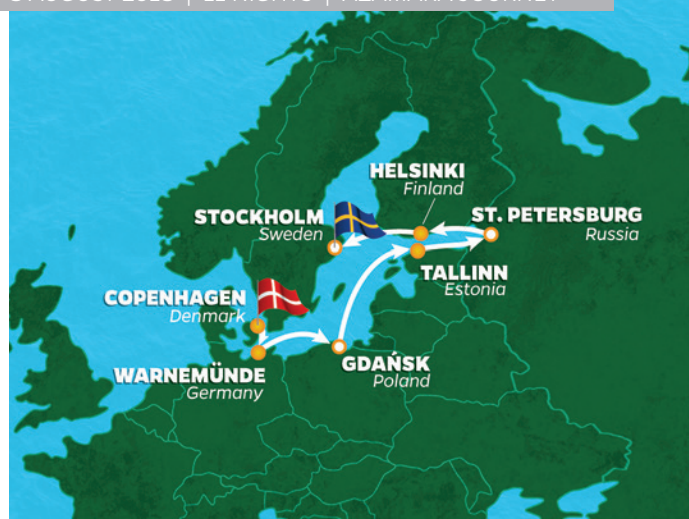 HELSINKI
Finland
STOCKHOLM
Sweden
ST. PETERSBURG
Russia
TALLINN
Estonia
COPENHAGEN
Denmark
WARNEMÜNDE
Germany
GDAŃSK
Poland